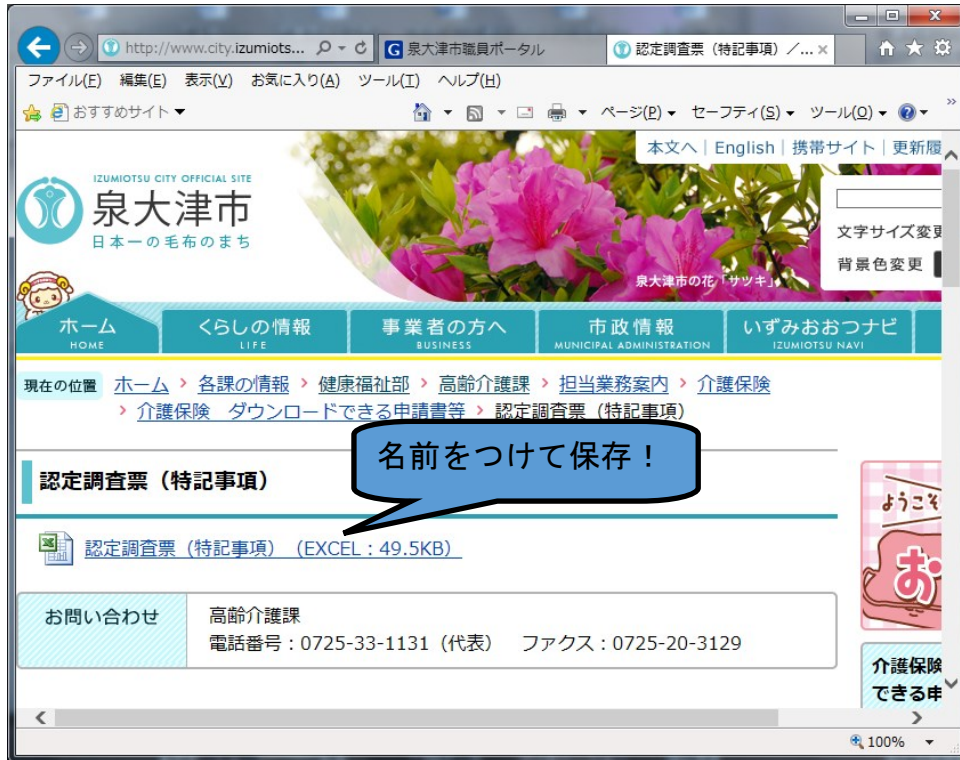 http://www.city.izumiots...
泉大津市職員ポータル
認定調査票（特記事項）／...
ファイル(F) 編集(E) 表示(V) お気に入り(A) ツール(T) ヘルプ(H)
おすすめサイト
ページ(P) セーフティ(S) ツール(O)
本文へ | English | 携帯サイト | 更新履
IZUMIOTSU CITY OFFICIAL SITE
泉大津市
日本一の毛布のまち
文字サイズ変更
背景色変更
泉大津市の花「サツキ」
ホーム くらしの情報 事業者の方へ 市政情報 いずみおおつナビ
HOME LIFE BUSINESS MUNICIPAL ADMINISTRATION IZUMIOTSU NAVI
現在の位置 ホーム > 各課の情報 > 健康福祉部 > 高齢介護課 > 担当業務案内 > 介護保険
> 介護保険 ダウンロードできる申請書等 > 認定調査票（特記事項）
名前をつけて保存！
認定調査票（特記事項）
認定調査票（特記事項） （EXCEL：49.5KB）
お問い合わせ
高齢介護課
電話番号：0725-33-1131（代表） ファクス：0725-20-3129
ようこそ
お
介護保険
できる申
100%